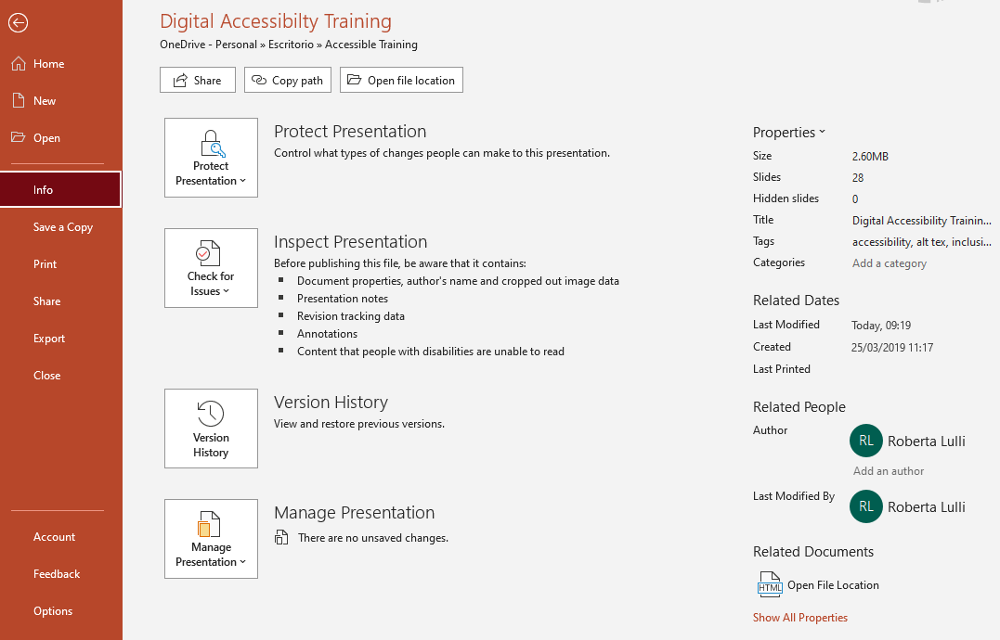 Home
New
Open
Info
Save a Copy
Print
Share
Export
Close
Account
Feedback
Options
Digital Accessibilty Training
OneDrive - Personal » Escritorio » Accessible Training
Share
Copy path
Open file location
Protect
Presentation
Protect Presentation
Control what types of changes people can make to this presentation.
Check for
Issues
Inspect Presentation
Before publishing this file, be aware that it contains:
Document properties, author's name and cropped out image data
Presentation notes
Revision tracking data
Annotations
Content that people with disabilities are unable to read
Version
History
Version History
View and restore previous versions.
Manage
Presentation
Manage Presentation
There are no unsaved changes.
Properties
Size 2.60MB
Slides 28
Hidden slides 0
Title Digital Accessibility Trainin...
Tags accessibility, alt tex, inclusi...
Categories Add a category
Related Dates
Last Modified Today, 09:19
Created 25/03/2019 11:17
Last Printed
Related People
Author RL Roberta Lulli
Add an author
Last Modified By RL Roberta Lulli
Related Documents
HTML Open File Location
Show All Properties